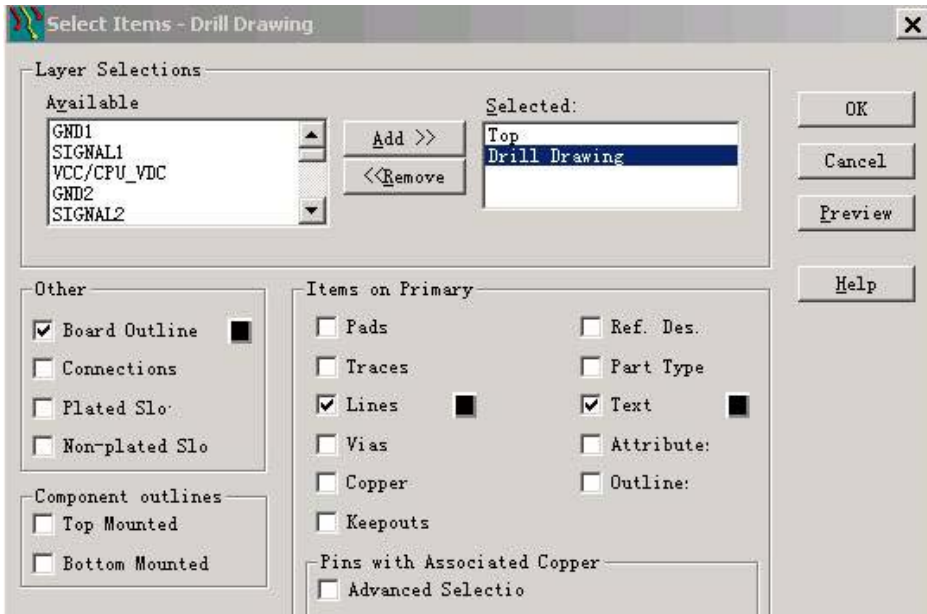 Select Items - Drill Drawing
Layer Selections
Available
GND1
SIGNAL1
VCC/CPU_VDC
GND2
SIGNAL2
Add >>
<<Remove
Selected:
Top
Drill Drawing
OK
Cancel
Preview
Help
Other
Board Outline
Connections
Plated Slo
Non-plated Slo
Component outlines
Top Mounted
Bottom Mounted
Items on Primary
Pads
Traces
Lines
Vias
Copper
Keepouts
Ref. Des.
Part Type
Text
Attribute:
Outline:
Pins with Associated Copper
Advanced Selectio